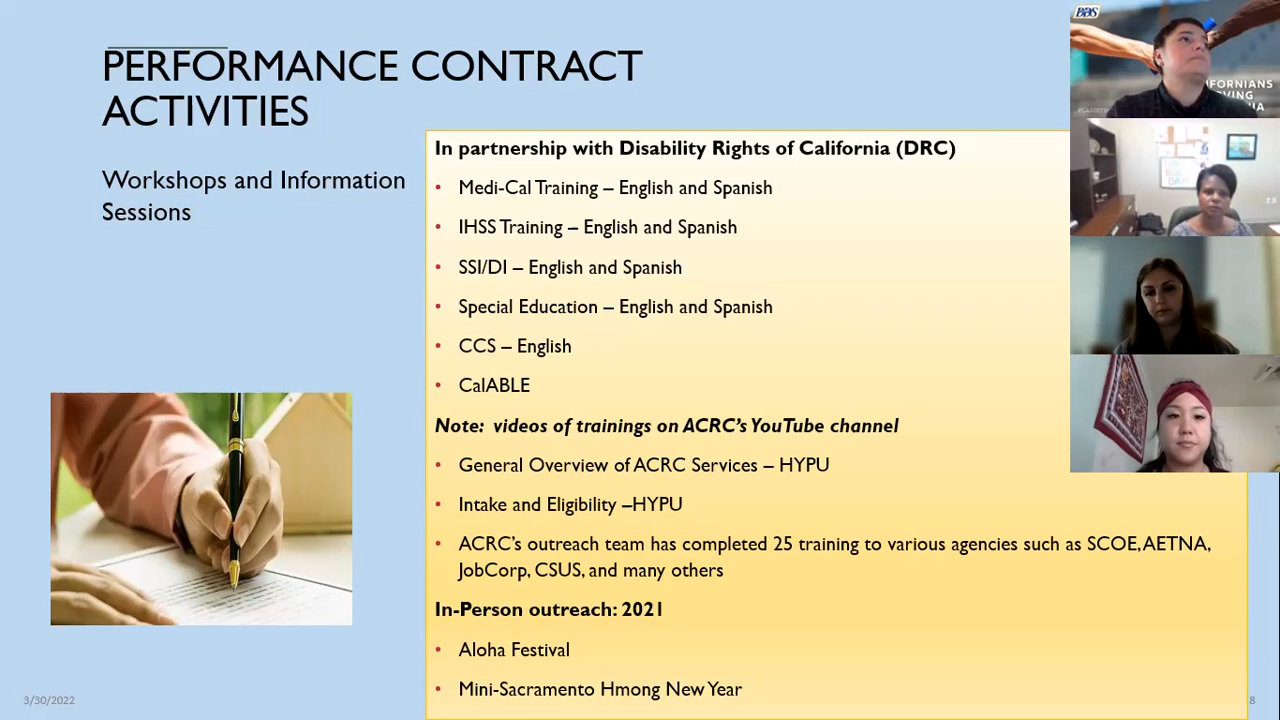 PERFORMANCE CONTRACT
ACTIVITIES
Workshops and Information
Sessions
In partnership with Disability Rights of California (DRC)
• Medi-Cal Training – English and Spanish
• IHSS Training – English and Spanish
• SSI/DI – English and Spanish
• Special Education – English and Spanish
• CCS – English
• CalABLE
Note: videos of trainings on ACRC's YouTube channel
• General Overview of ACRC Services – HYPU
• Intake and Eligibility –HYPU
• ACRC's outreach team has completed 25 training to various agencies such as SCOE, AETNA,
JobCorp, CSUS, and many others
In-Person outreach: 2021
• Aloha Festival
• Mini-Sacramento Hmong New Year
3/30/2022
8
DDS
IFORNIANS
VING
IA